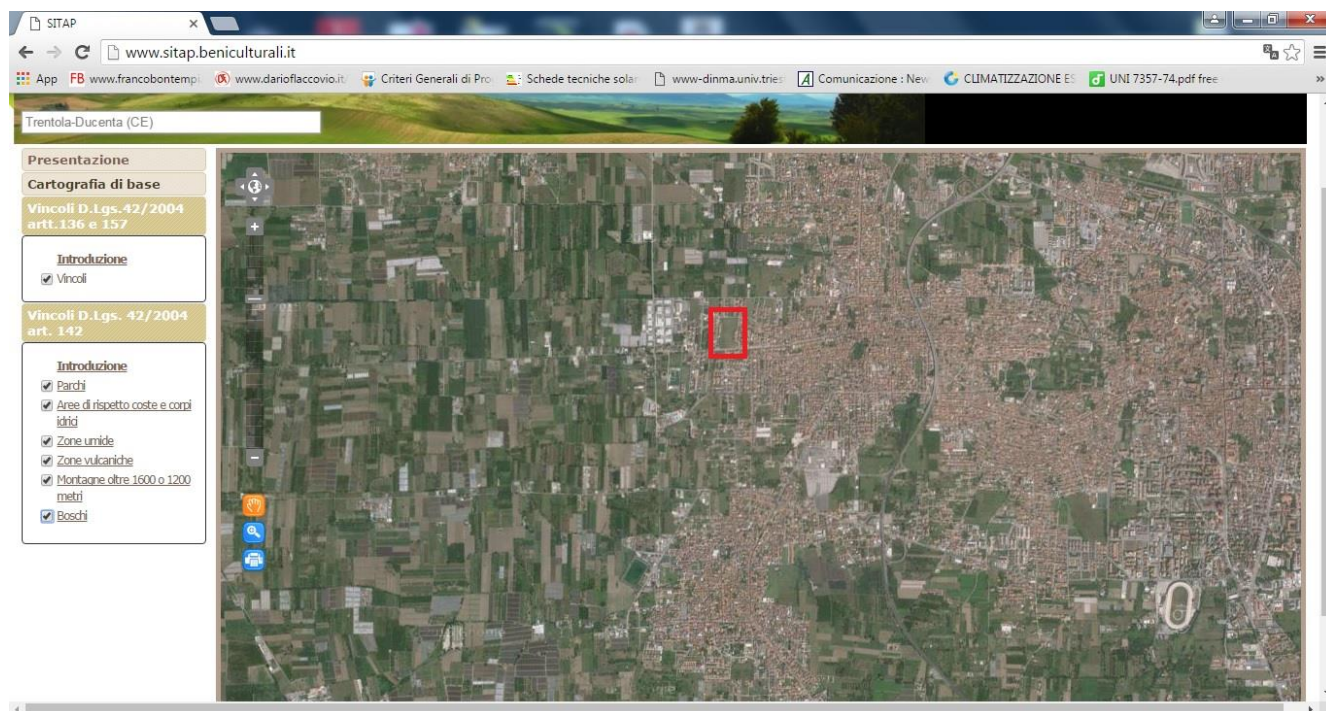 SITAP
www.sitap.beniculturali.it
App
www.francobontempi.
www.darioflaccovio.it/
Criteri Generali di Pro
Schede tecniche solar
www-dinma.univ.triest
Comunicazione : New
CLIMATIZZAZIONE ES
UNI 7357-74.pdf free
Trentola-Ducenta (CE)
Presentazione
Cartografia di base
Vincoli D.Lgs.42/2004
artt.136 e 157
Introduzione
Vincoli
Vincoli D.Lgs. 42/2004
art. 142
Introduzione
Parchi
Aree di rispetto coste e corpi
idrici
Zone umide
Zone vulcaniche
Montagne oltre 1600 o 1200
metri
Boschi